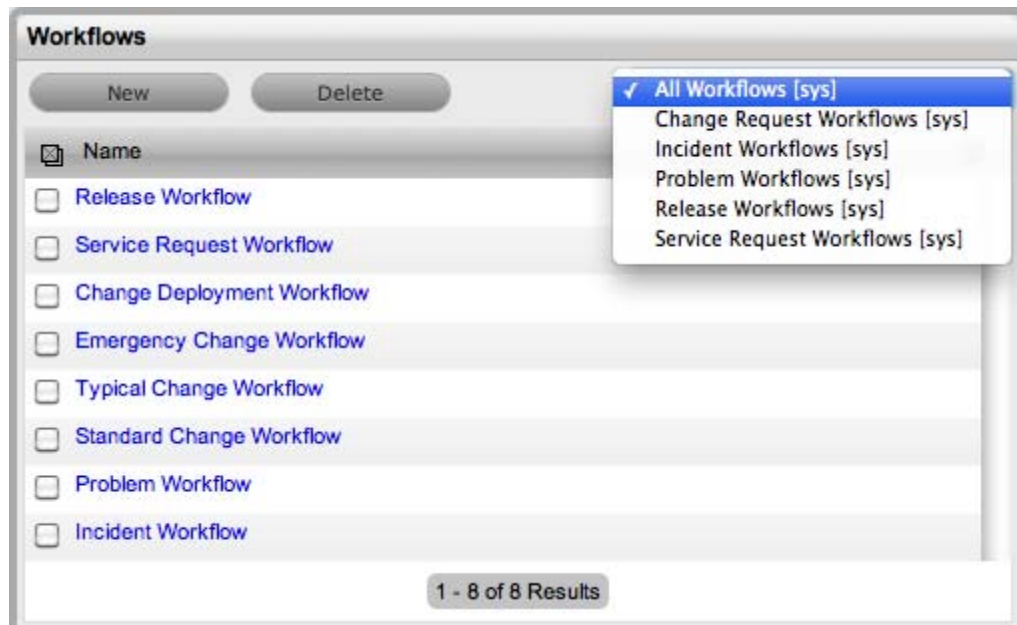 Workflows
New
Delete
✓ All Workflows [sys]
Change Request Workflows [sys]
Incident Workflows [sys]
Problem Workflows [sys]
Release Workflows [sys]
Service Request Workflows [sys]
Name
Release Workflow
Service Request Workflow
Change Deployment Workflow
Emergency Change Workflow
Typical Change Workflow
Standard Change Workflow
Problem Workflow
Incident Workflow
1 - 8 of 8 Results